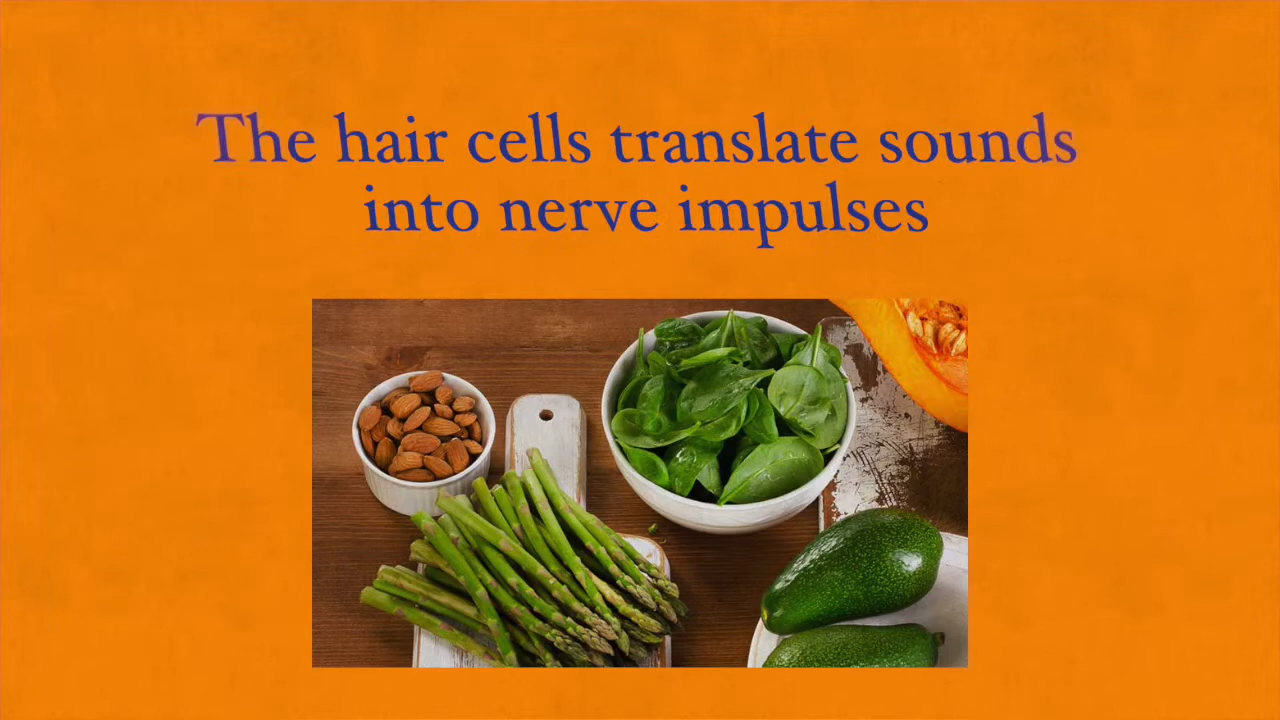 The hair cells translate sounds
into nerve impulses